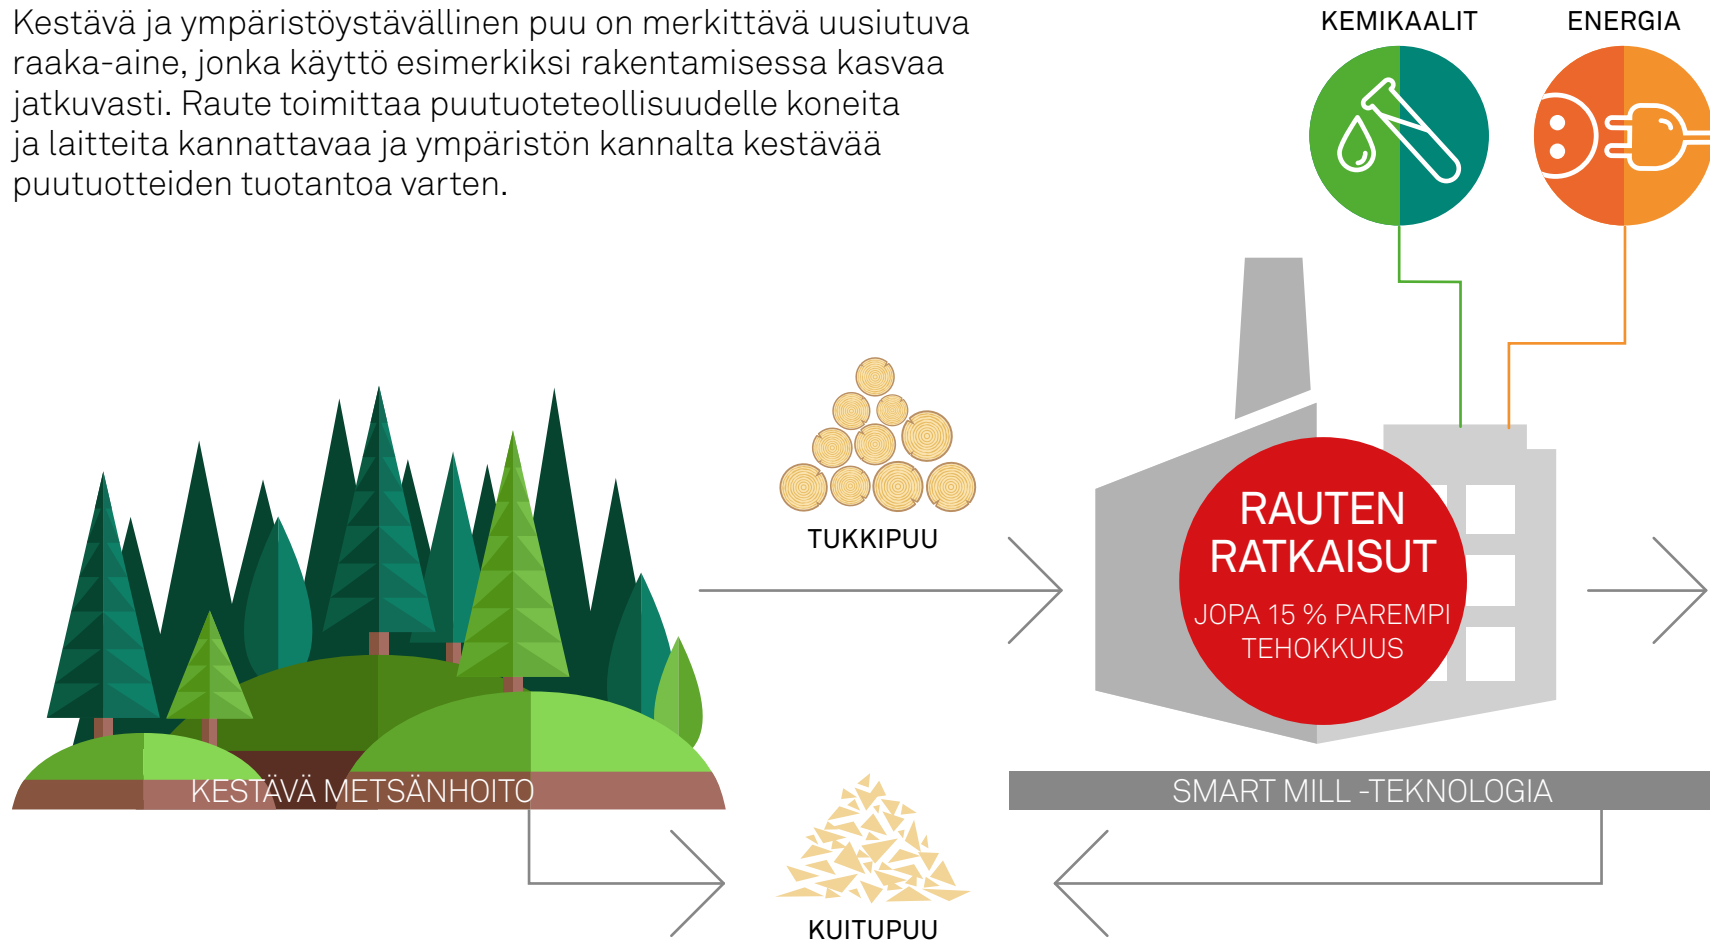 Kestävä ja ympäristöystävällinen puu on merkittävä uusiutuva
raaka-aine, jonka käyttö esimerkiksi rakentamisessa kasvaa
jatkuvasti. Raute toimittaa puutuoteteollisuudelle koneita
ja laitteita kannattavaa ja ympäristön kannalta kestävää
puutuotteiden tuotantoa varten.
KEMIKAALIT
ENERGIA
TUKKIPUU
RAUTEN
RATKAISUT
JOPA 15 % PAREMPI
TEHOKKUUS
KESTÄVÄ METSÄNHOITO
SMART MILL -TEKNOLOGIA
KUITUPUU